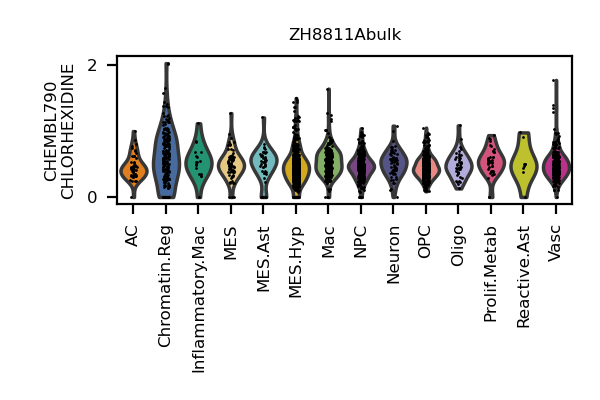 ZH8811Abulk
CHEMBL790
CHLORHEXIDINE
2
0
AC
Chromatin.Reg
Inflammatory.Mac
MES
MES.Ast
MES.Hyp
Mac
NPC
Neuron
OPC
Oligo
Prolif.Metab
Reactive.Ast
Vasc